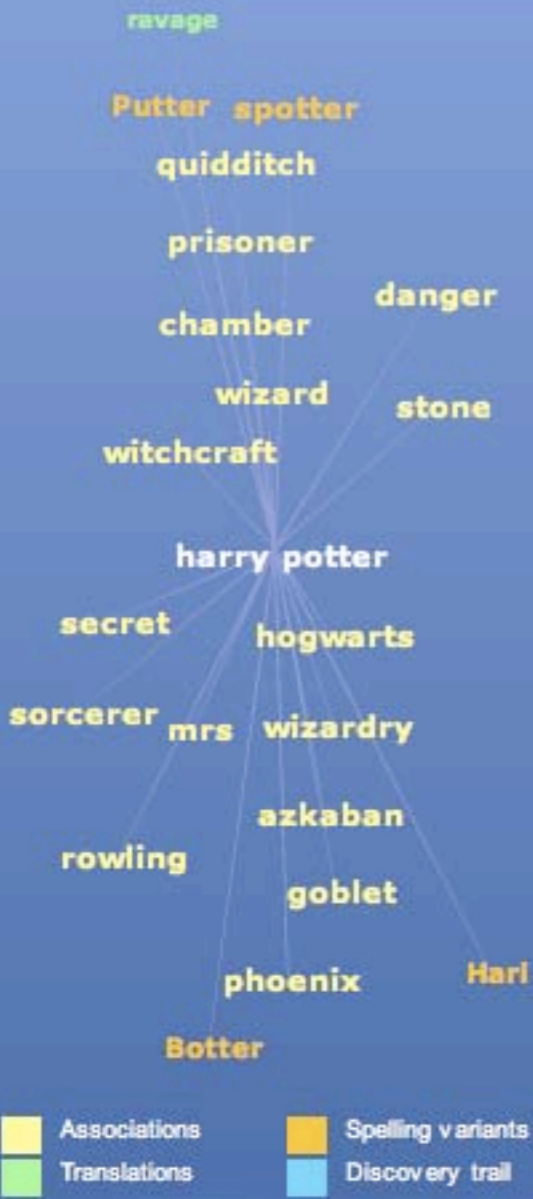 ravage
Putter spotter
quidditch
prisoner
danger
chamber
wizard
stone
witchcraft
harry potter
secret
hogwarts
sorcerer mrs wizardry
azkaban
rowling
goblet
Hari
phoenix
Botter
Associations Spelling variants
Translations Discovery trail